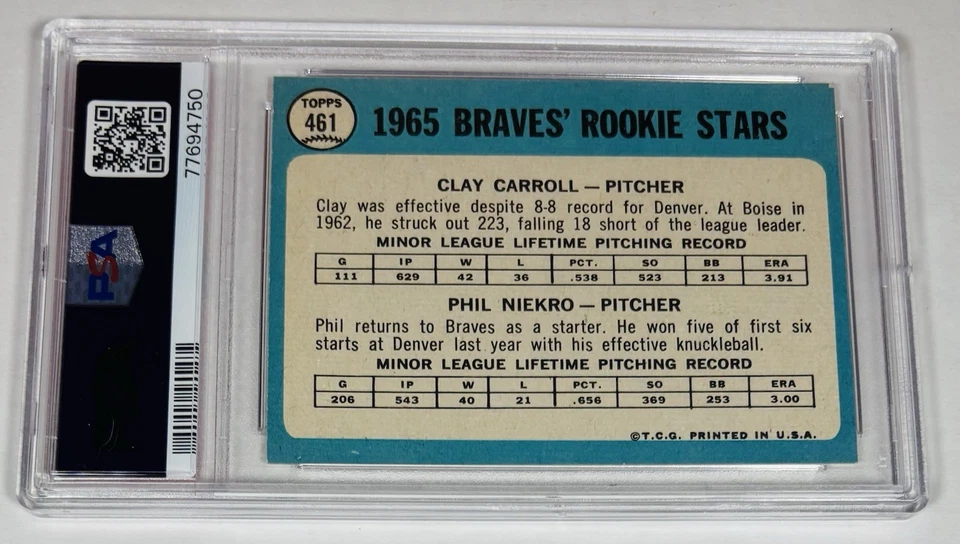 77694750
PSA
TOPPS
461
1965 BRAVES' ROOKIE STARS
CLAY CARROLL — PITCHER
Clay was effective despite 8-8 record for Denver. At Boise in
1962, he struck out 223, falling 18 short of the league leader.
MINOR LEAGUE LIFETIME PITCHING RECORD
G IP W L PCT. SO BB ERA
111 629 42 36 .538 523 213 3.91
PHIL NIEKRO — PITCHER
Phil returns to Braves as a starter. He won five of first six
starts at Denver last year with his effective knuckleball.
MINOR LEAGUE LIFETIME PITCHING RECORD
G IP W L PCT. SO BB ERA
206 543 40 21 .656 369 253 3.00
©T.C.G. PRINTED IN U.S.A.